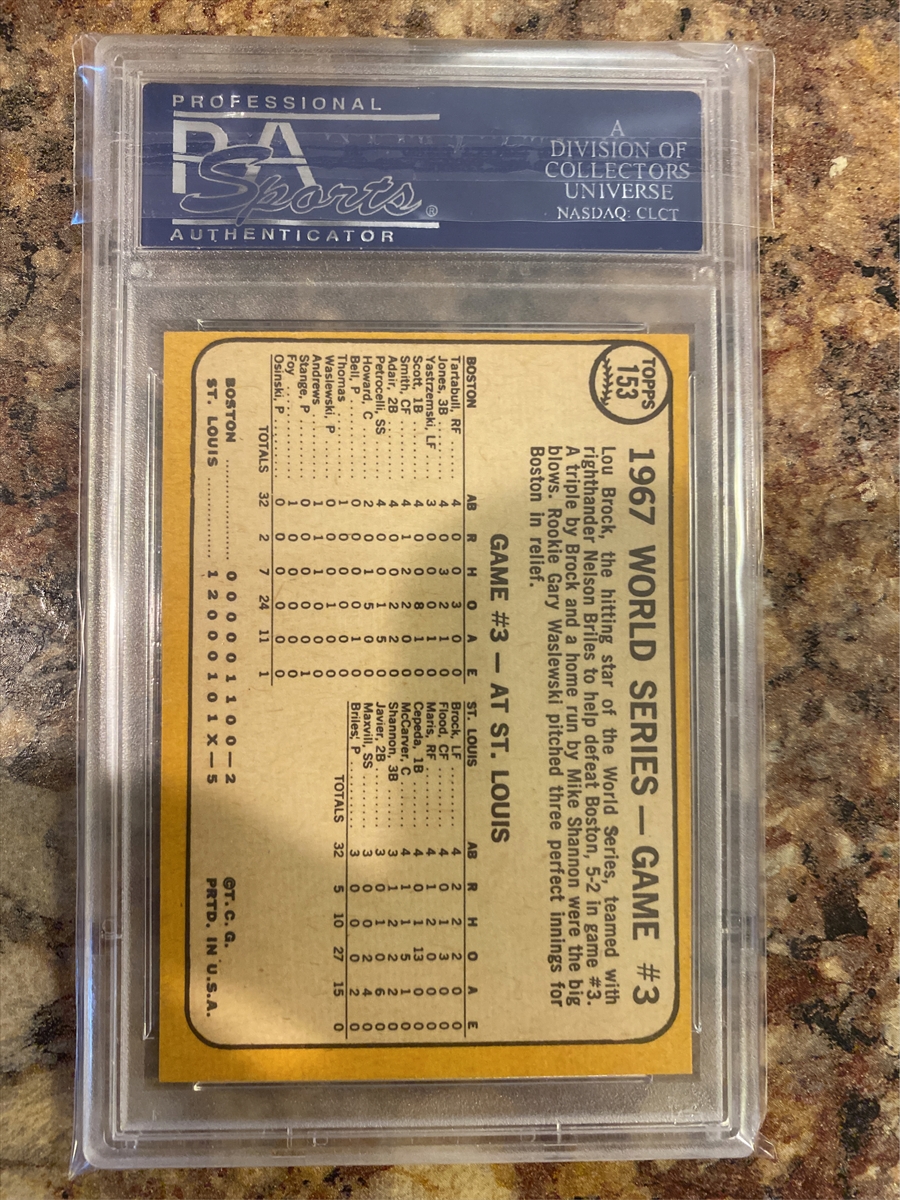 PROFESSIONAL
PSA
Sports®
AUTHENTICATOR
A
DIVISION OF
COLLECTORS
UNIVERSE
NASDAQ: CLCT
TOPPS
153
1967 WORLD SERIES — GAME #3
Lou Brock, the hitting star of the World Series, teamed with
righthander Nelson Briles to help defeat Boston, 5-2 in game #3.
A triple by Brock and a home run by Mike Shannon were the big
blows. Rookie Gary Waslewski pitched three perfect innings for
Boston in relief.
GAME #3 — AT ST. LOUIS
BOSTON AB R H O A E
Tartabull, RF 4 0 0 3 0 0
Jones, 3B 4 0 3 2 1 0
Yastrzemski, LF 3 0 0 0 1 0
Scott, 1B 4 0 0 8 1 0
Smith, CF 4 1 2 2 0 0
Adair, 2B 4 0 0 2 2 0
Petrocelli, SS 4 0 0 1 5 0
Howard, C 2 0 1 5 0 0
Bell, P 0 0 0 0 1 0
Thomas 1 0 0 0 0 0
Waslewski, P 0 0 0 1 0 0
Andrews 1 1 1 0 0 0
Stange, P 0 0 0 0 0 1
Foy 1 0 0 0 0 0
Osinski, P 0 0 0 0 0 0
TOTALS 32 2 7 24 11 1
ST. LOUIS AB R H O A E
Brock, LF 4 2 2 2 0 0
Flood, CF 4 0 1 3 0 0
Maris, RF 4 1 2 0 0 0
Cepeda, 1B 4 0 1 13 0 0
McCarver, C 4 1 1 5 1 0
Shannon, 3B 3 1 2 2 2 0
Javier, 2B 3 0 1 0 6 0
Maxvill, SS 3 0 0 2 4 0
Briles, P 3 0 0 0 2 0
TOTALS 32 5 10 27 15 0
BOSTON 0 0 0 0 0 1 1 0 0 — 2
ST. LOUIS 1 2 0 0 0 1 0 1 X — 5
©T. C. G.
PRTD. IN U.S.A.